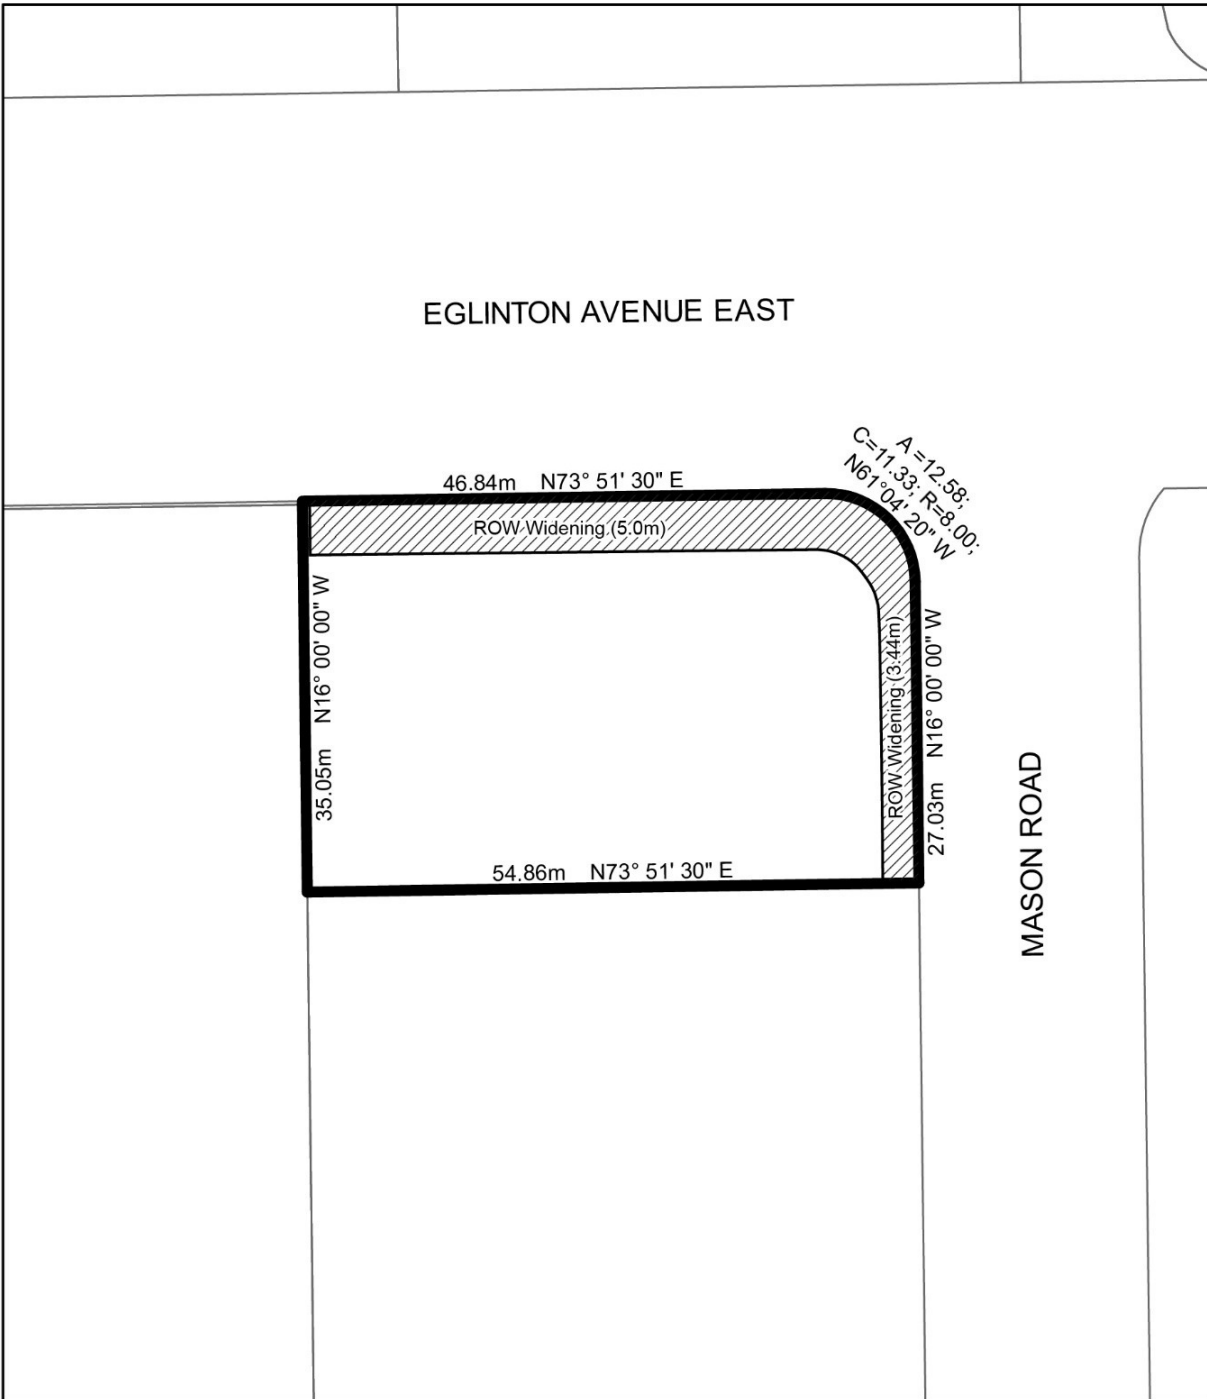 EGLINTON AVENUE EAST
A =12.58;
C=11.33; R=8.00;
N61°04' 20" W
46.84m N73° 51' 30" E
ROW Widening (5.0m)
35.05m N16° 00' 00" W
ROW Widening (3.44m)
27.03m N16° 00' 00" W
MASON ROAD
54.86m N73° 51' 30" E